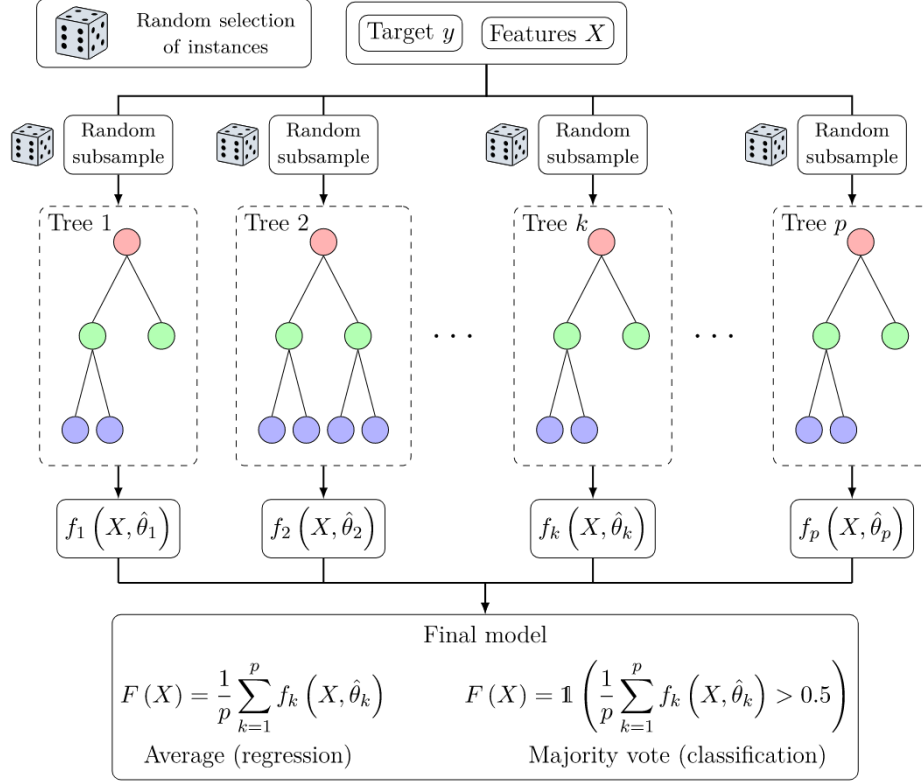 Random selection
of instances
Target y
Features X
Random
subsample
Random
subsample
Random
subsample
Random
subsample
Tree 1
Tree 2
Tree k
Tree p
. . .
. . .
f₁ (X, θ̂₁)
f₂ (X, θ̂₂)
fₖ (X, θ̂ₖ)
fₚ (X, θ̂ₚ)
Final model
F (X) = 1/p ∑ₖ₌₁ᵖ fₖ (X, θ̂ₖ)
F (X) = 𝟙 (1/p ∑ₖ₌₁ᵖ fₖ (X, θ̂ₖ) > 0.5)
Average (regression)
Majority vote (classification)